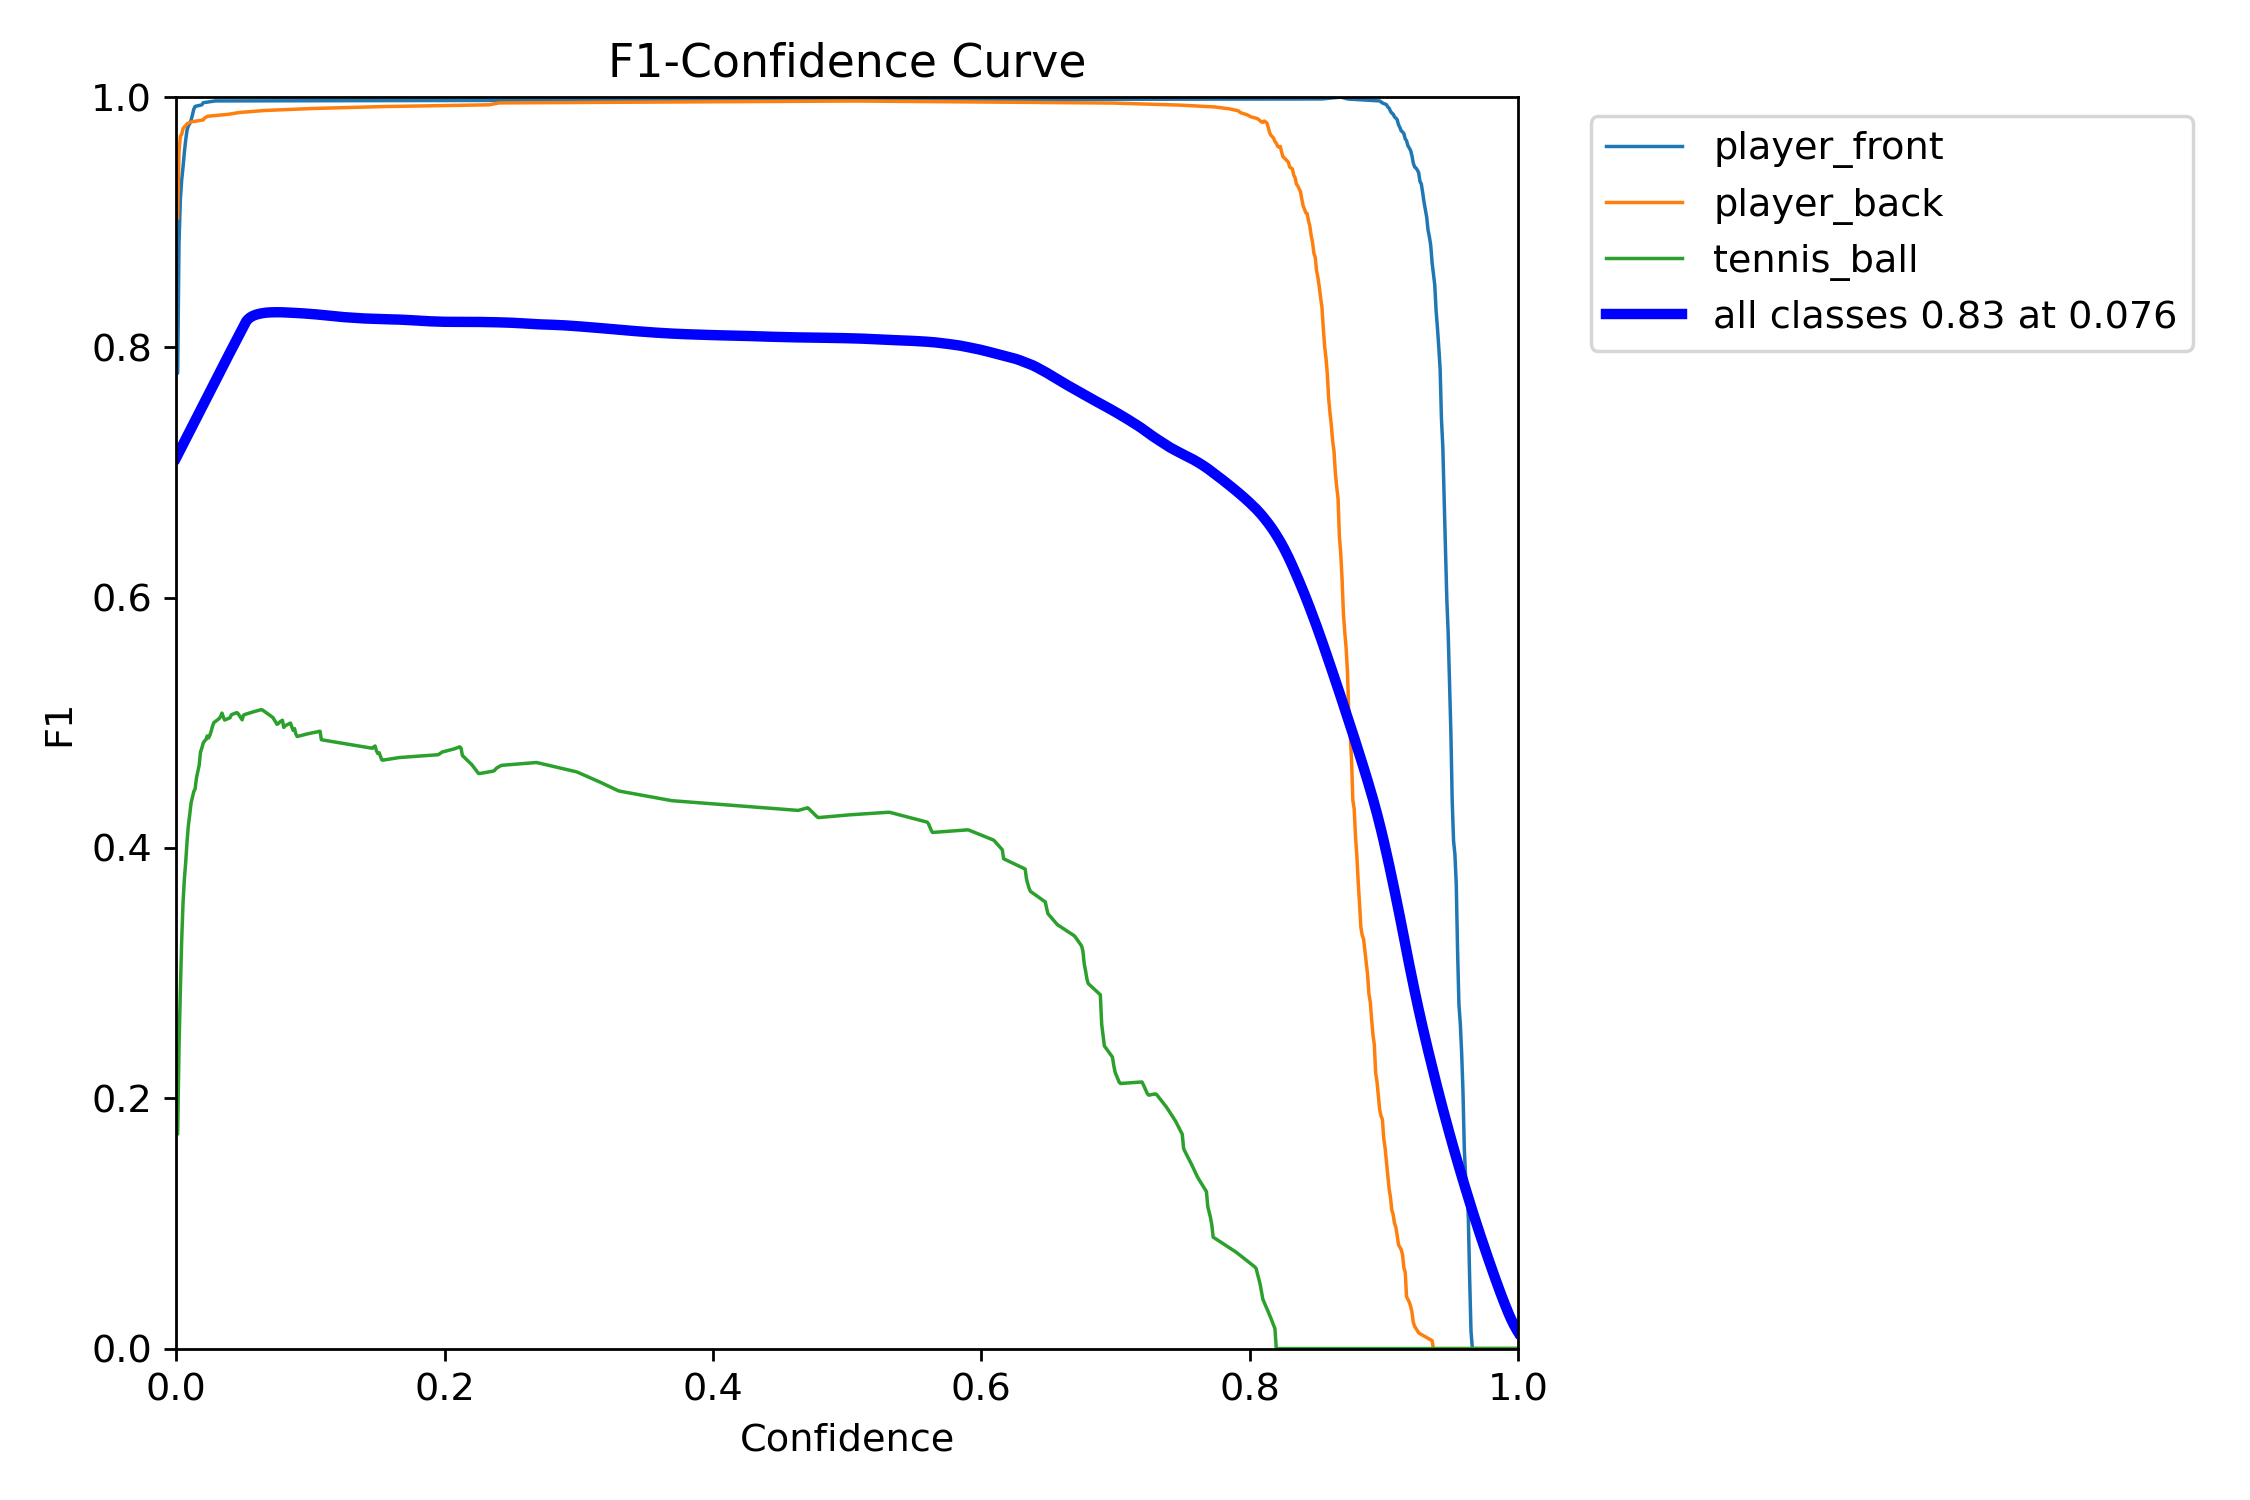 F1-Confidence Curve
1.0
0.8
0.6
0.4
0.2
0.0
F1
0.0 0.2 0.4 0.6 0.8 1.0
Confidence
player_front
player_back
tennis_ball
all classes 0.83 at 0.076